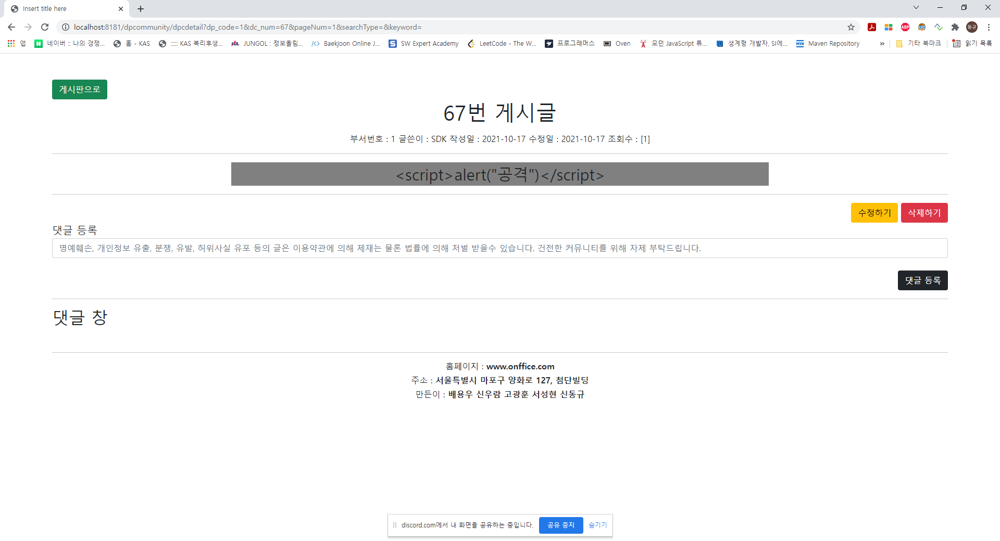 Insert title here
localhost:8181/dpcommunity/dpcdetail?dp_code=1&dc_num=67&pageNum=1&searchType=&keyword=
ABP
동규
앱 네이버 :: 나의 경쟁... 홈 - KAS ::::: KAS 복리후생... JUNGOL : 정보올림... Baekjoon Online J... SW Expert Academy LeetCode - The W... 프로그래머스 Oven 모던 JavaScript 튜... 생계형 개발자, SI에... Maven Repository » 기타 북마크 읽기 목록
게시판으로
67번 게시글
부서번호 : 1 글쓴이 : SDK 작성일 : 2021-10-17 수정일 : 2021-10-17 조회수 : [1]
<script>alert("공격")</script>
수정하기 삭제하기
댓글 등록
명예훼손, 개인정보 유출, 분쟁, 유발, 허위사실 유포 등의 글은 이용약관에 의해 제재는 물론 법률에 의해 처벌 받을수 있습니다. 건전한 커뮤니티를 위해 자제 부탁드립니다.
댓글 등록
댓글 창
홈페이지 : www.onffice.com
주소 : 서울특별시 마포구 양화로 127, 첨단빌딩
만든이 : 배용우 신우람 고광훈 서성현 신동규
discord.com에서 내 화면을 공유하는 중입니다. 공유 중지 숨기기